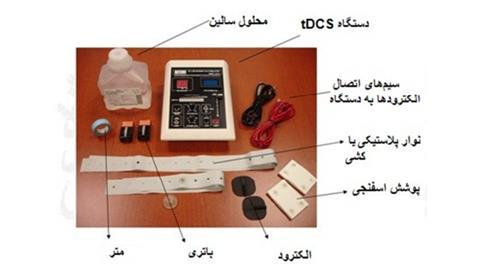 محلول سالین
دستگاه tDCS
سیم‌های اتصال
الکترودها به دستگاه
نوار پلاستیکی یا
کشی
پوشش اسفنجی
الکترود
باتری
متر